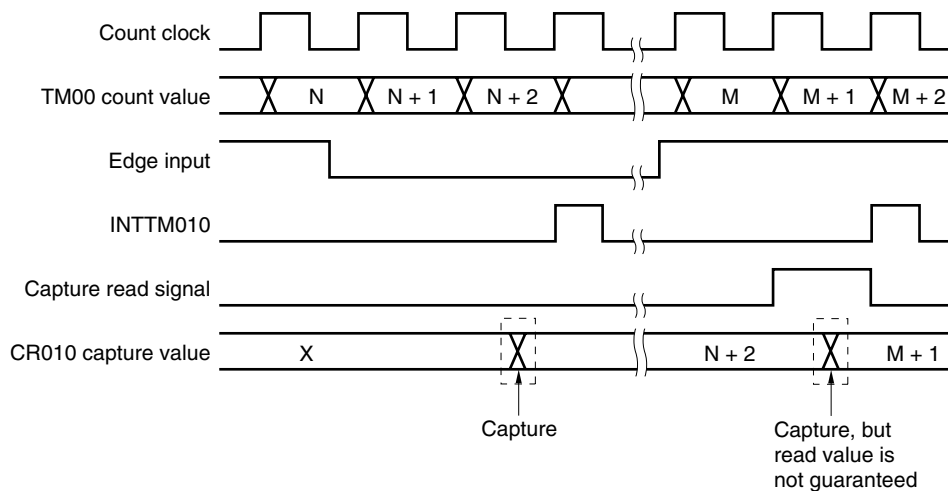 Count clock
TM00 count value
N
N + 1
N + 2
M
M + 1
M + 2
Edge input
INTTM010
Capture read signal
CR010 capture value
X
N + 2
M + 1
Capture
Capture, but
read value is
not guaranteed